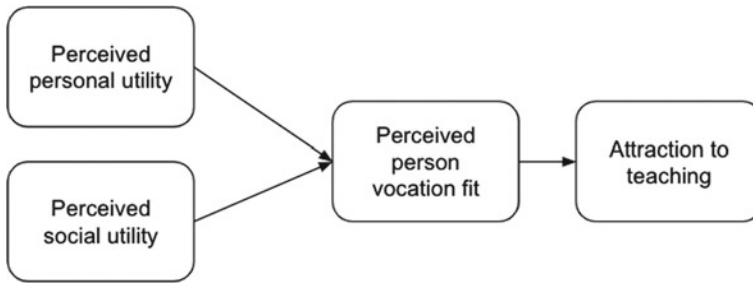 Perceived
personal utility
Perceived
social utility
Perceived
person
vocation fit
Attraction to
teaching